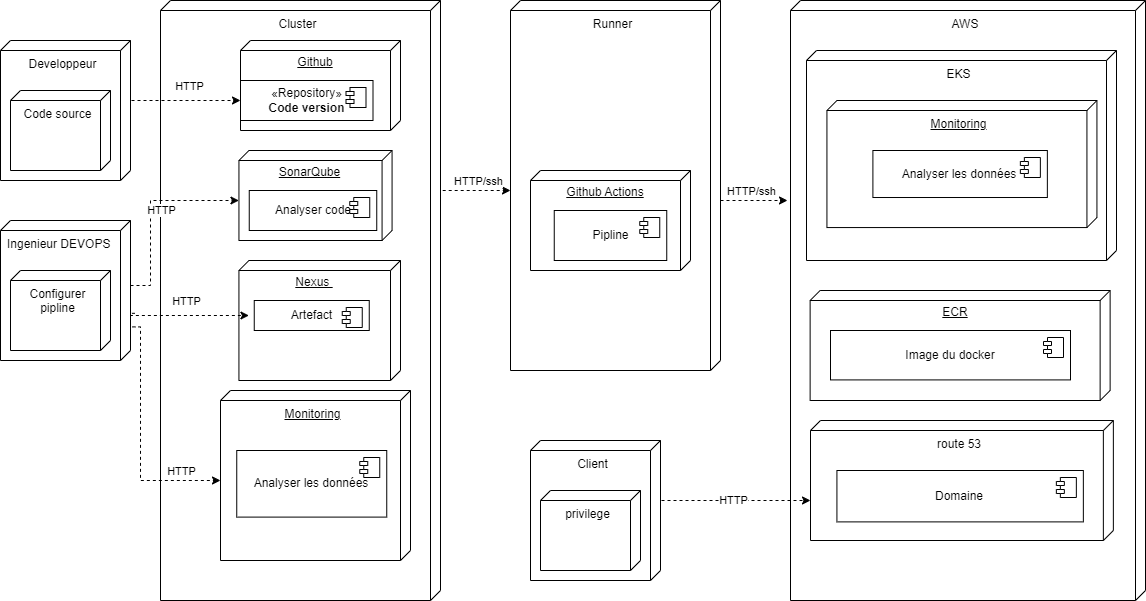 Developpeur
Code source
HTTP
Ingenieur DEVOPS
Configurer
pipline
HTTP
HTTP
HTTP
Cluster
Github
«Repository»
Code version
SonarQube
Analyser code
Nexus
Artefact
Monitoring
Analyser les données
HTTP/ssh
Runner
Github Actions
Pipline
HTTP/ssh
Client
privilege
HTTP
AWS
EKS
Monitoring
Analyser les données
ECR
Image du docker
route 53
Domaine